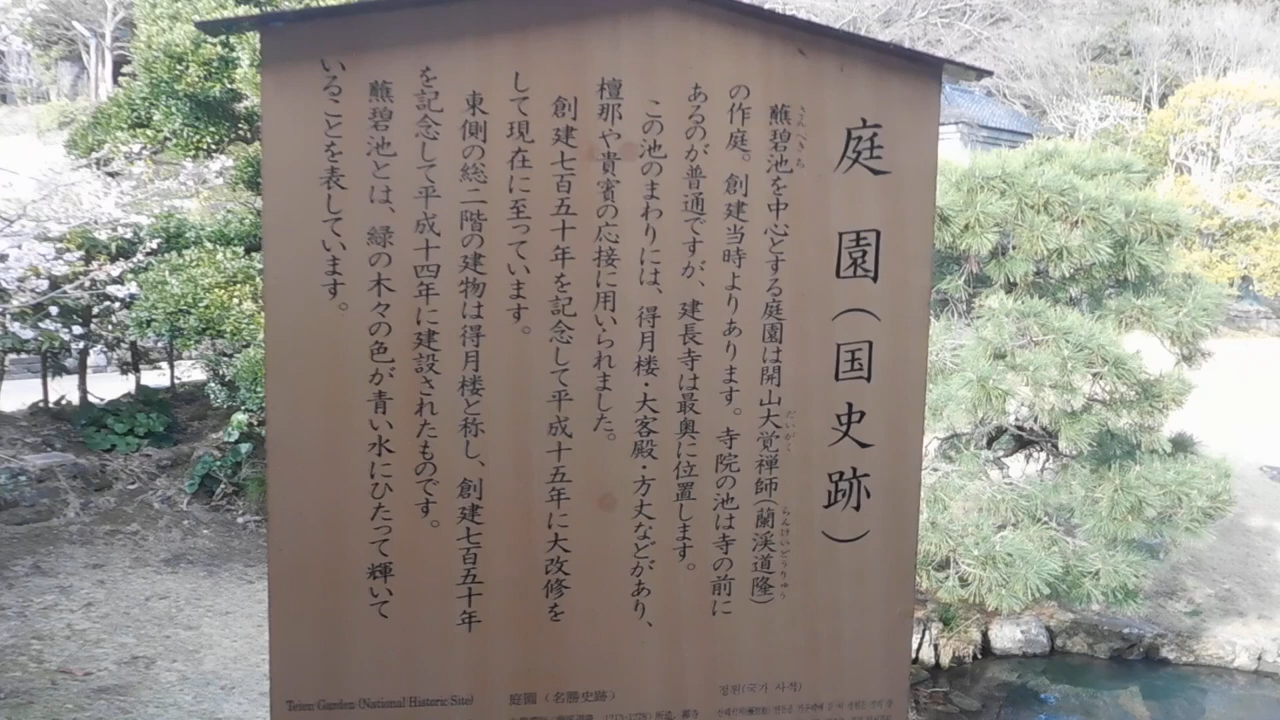 庭園(国史跡)
蘸碧池を中心とする庭園は開山大覚禅師(蘭渓道隆)
の作庭。創建当時よりあります。寺院の池は寺の前に
あるのが普通ですが、建長寺は最奥に位置します。
この池のまわりには、得月楼・大客殿・方丈などがあり、
檀那や貴賓の応接に用いられました。
創建七百五十年を記念して平成十五年に大改修を
して現在に至っています。
東側の総二階の建物は得月楼と称し、創建七百五十年
を記念して平成十四年に建設されたものです。
蘸碧池とは、緑の木々の色が青い水にひたって輝いて
いることを表しています。
Teien Garden (National Historic Site)
庭園(名勝史跡)
정원(국가 사적)